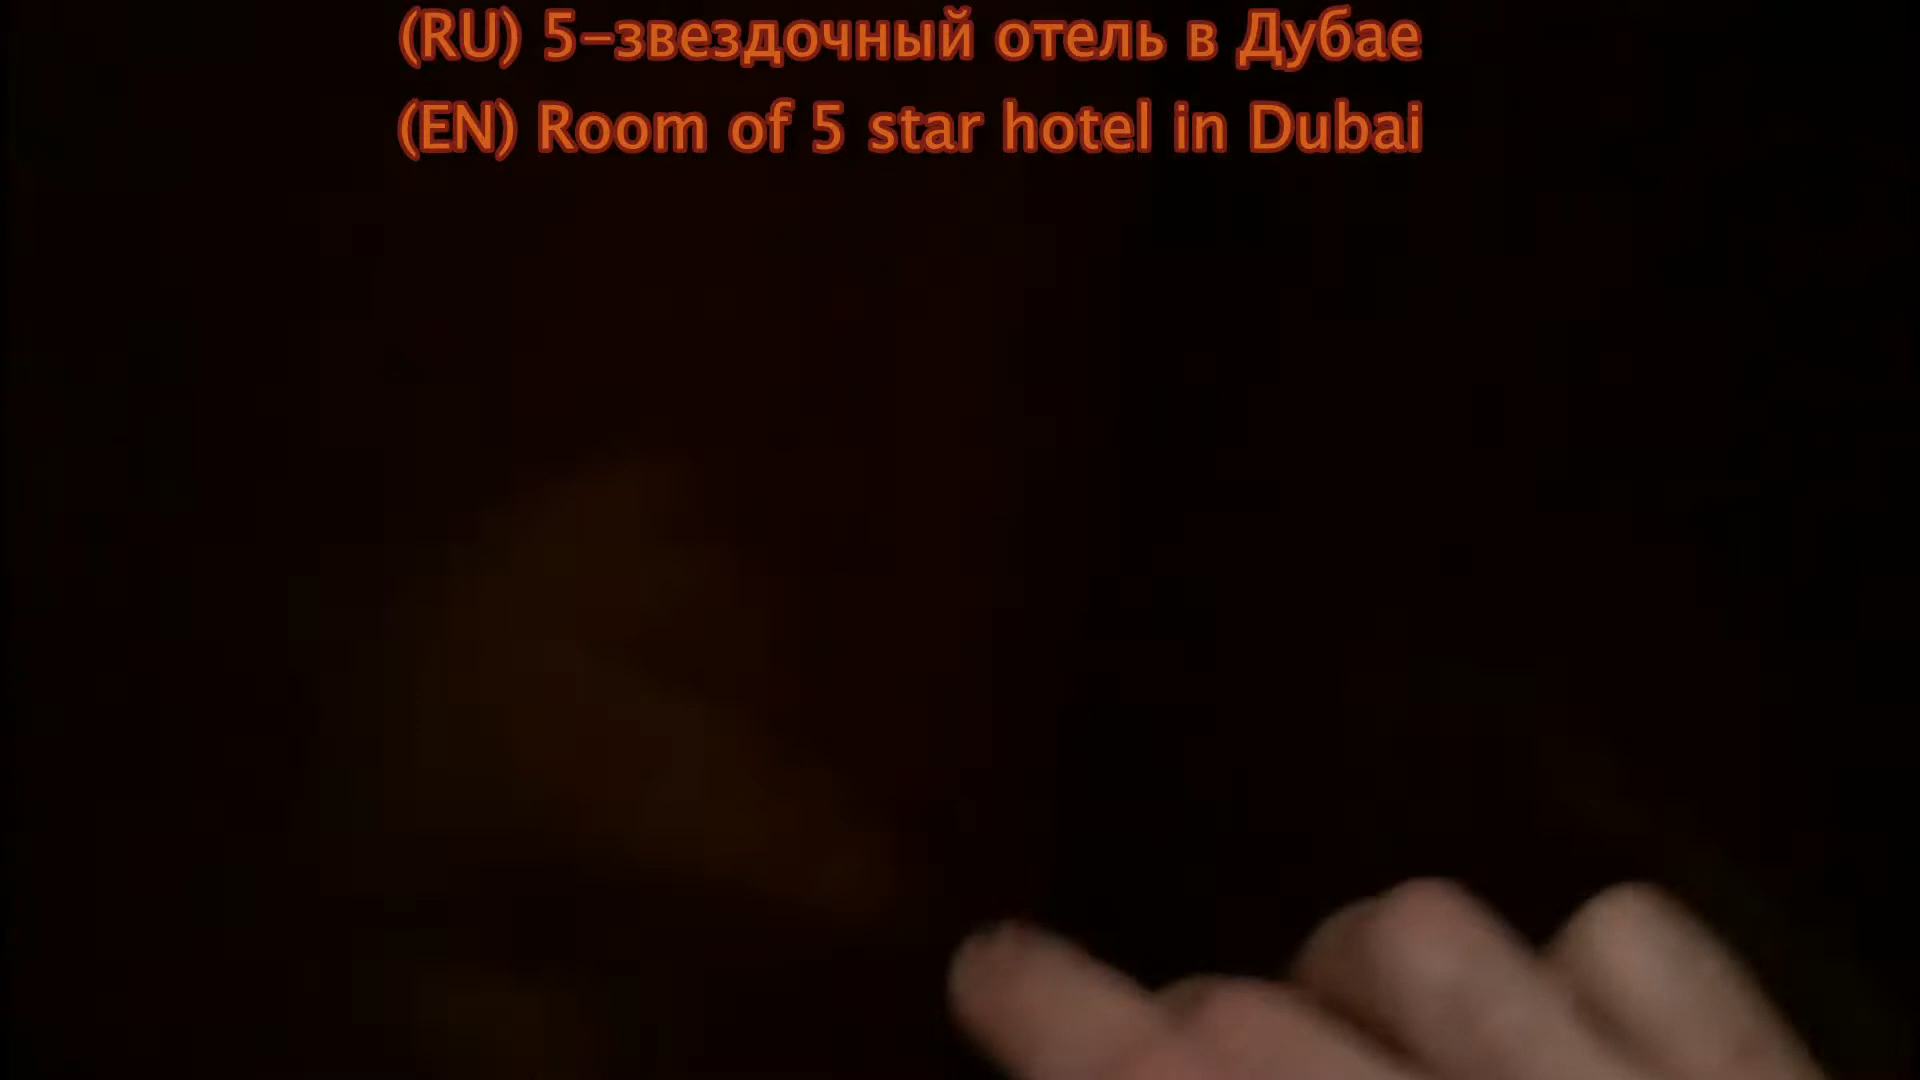 (RU) 5-звездочный отель в Дубае
(EN) Room of 5 star hotel in Dubai